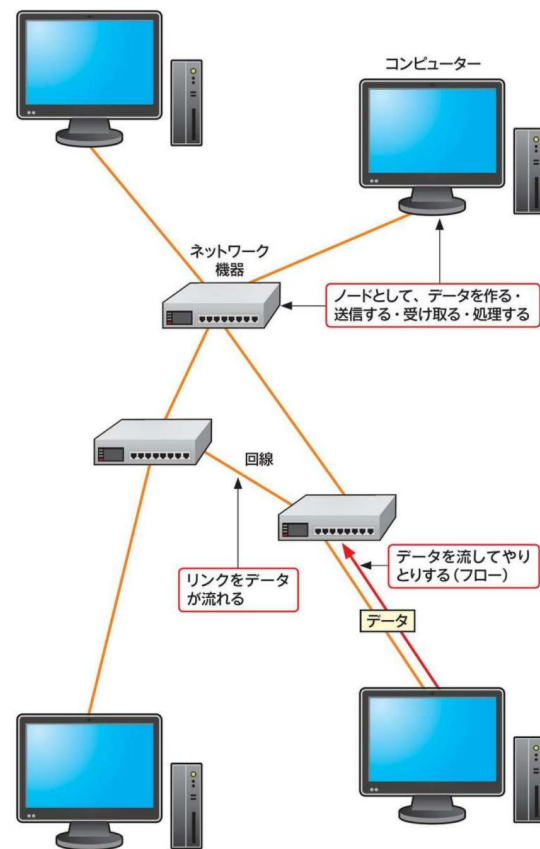 コンピューター
ネットワーク
機器
ノードとして、データを作る・
送信する・受け取る・処理する
回線
リンクをデータ
が流れる
データを流してやり
とりする(フロー)
データ